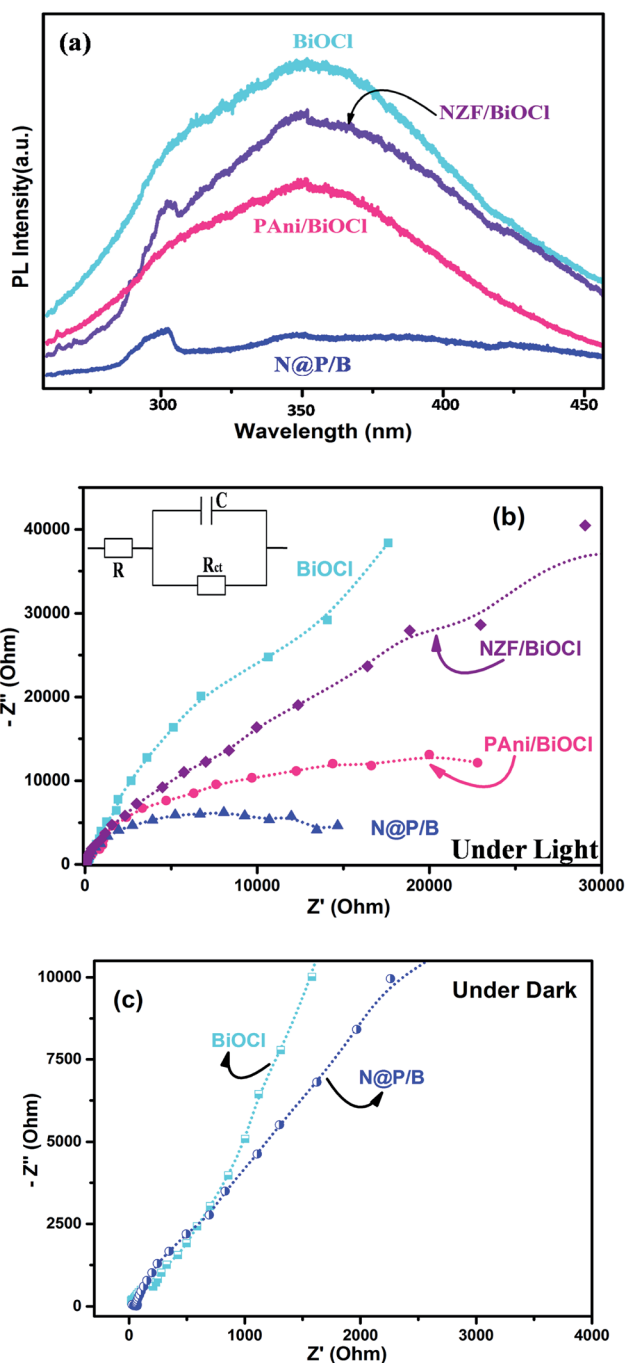 (a)
BiOCl
NZF/BiOCl
PAni/BiOCl
N@P/B
PL Intensity(a.u.)
300 350 400 450
Wavelength (nm)
(b)
C
R
Rct
BiOCl
NZF/BiOCl
PAni/BiOCl
N@P/B
Under Light
40000
30000
20000
10000
0
- Z" (Ohm)
0 10000 20000 30000
Z' (Ohm)
(c)
Under Dark
BiOCl
N@P/B
10000
7500
5000
2500
0
- Z" (Ohm)
0 1000 2000 3000 4000
Z' (Ohm)